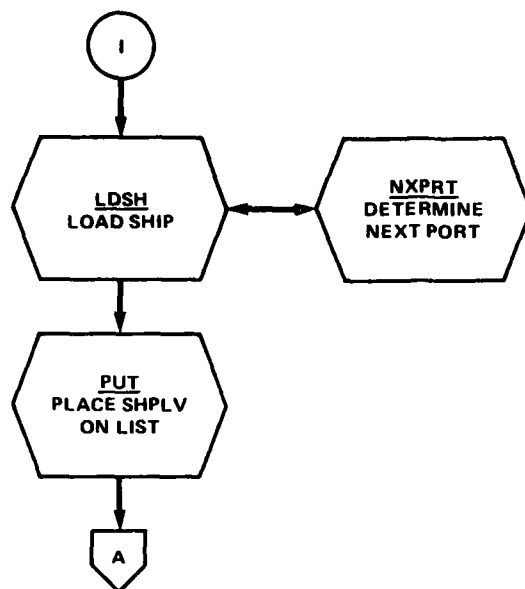 I
LDSH
LOAD SHIP
NXPRT
DETERMINE
NEXT PORT
PUT
PLACE SHPLV
ON LIST
A